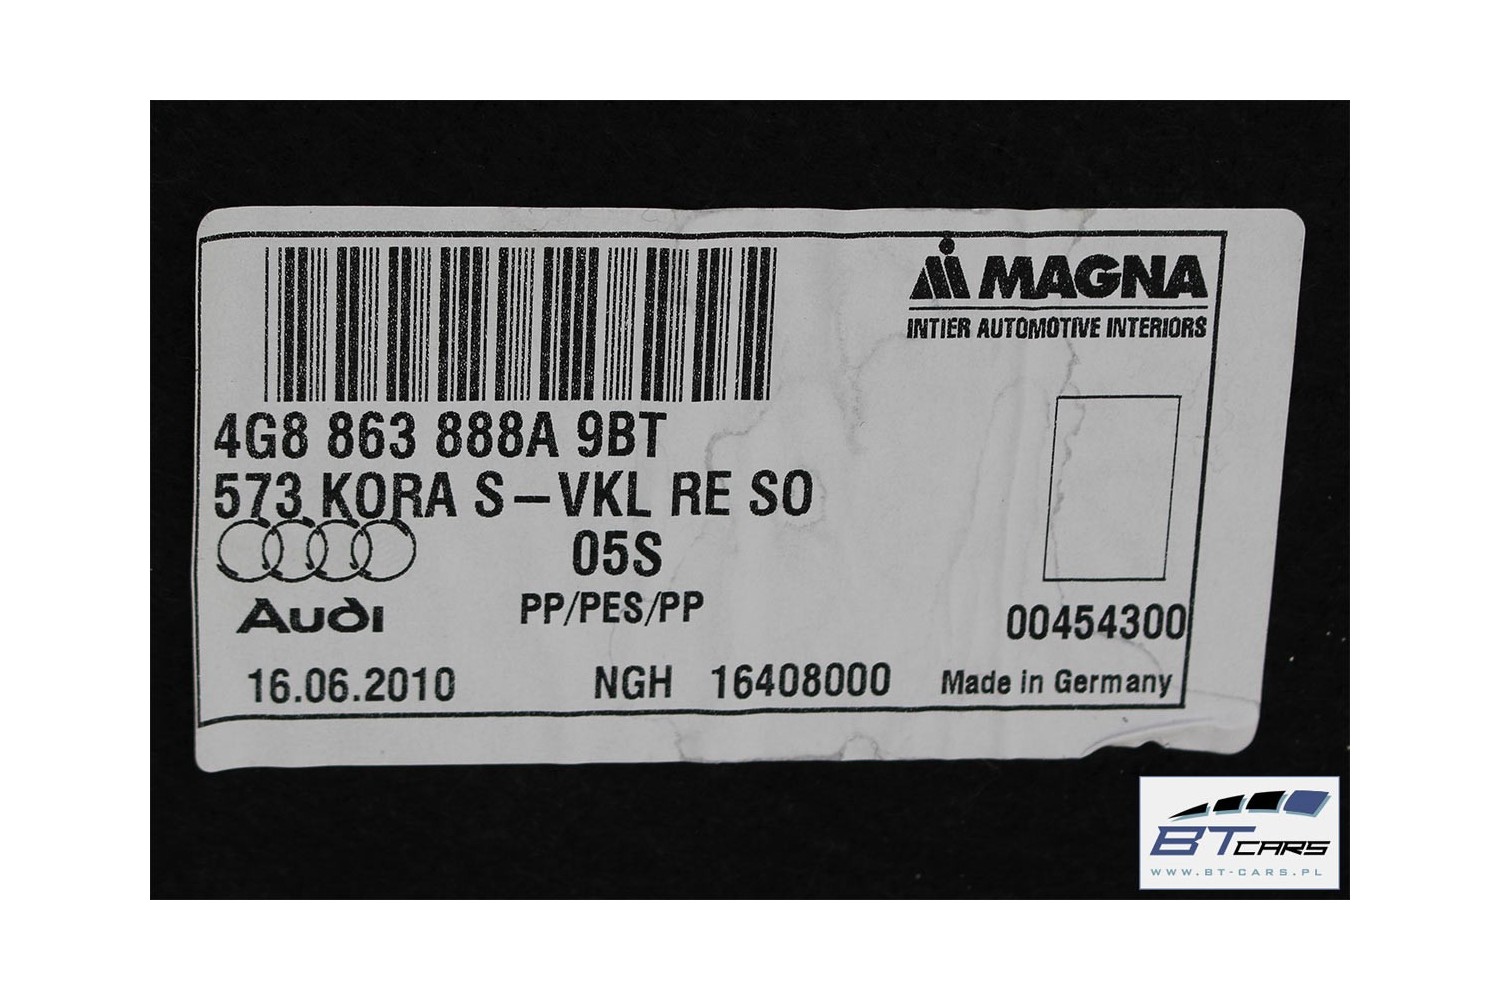 MAGNA
INTIER AUTOMOTIVE INTERIORS
4G8 863 888A 9BT
573 KORA S-VKL RE SO
05S
Audi
PP/PES/PP
00454300
16.06.2010 NGH 16408000 Made in Germany
BT CARS
WWW.BT-CARS.PL